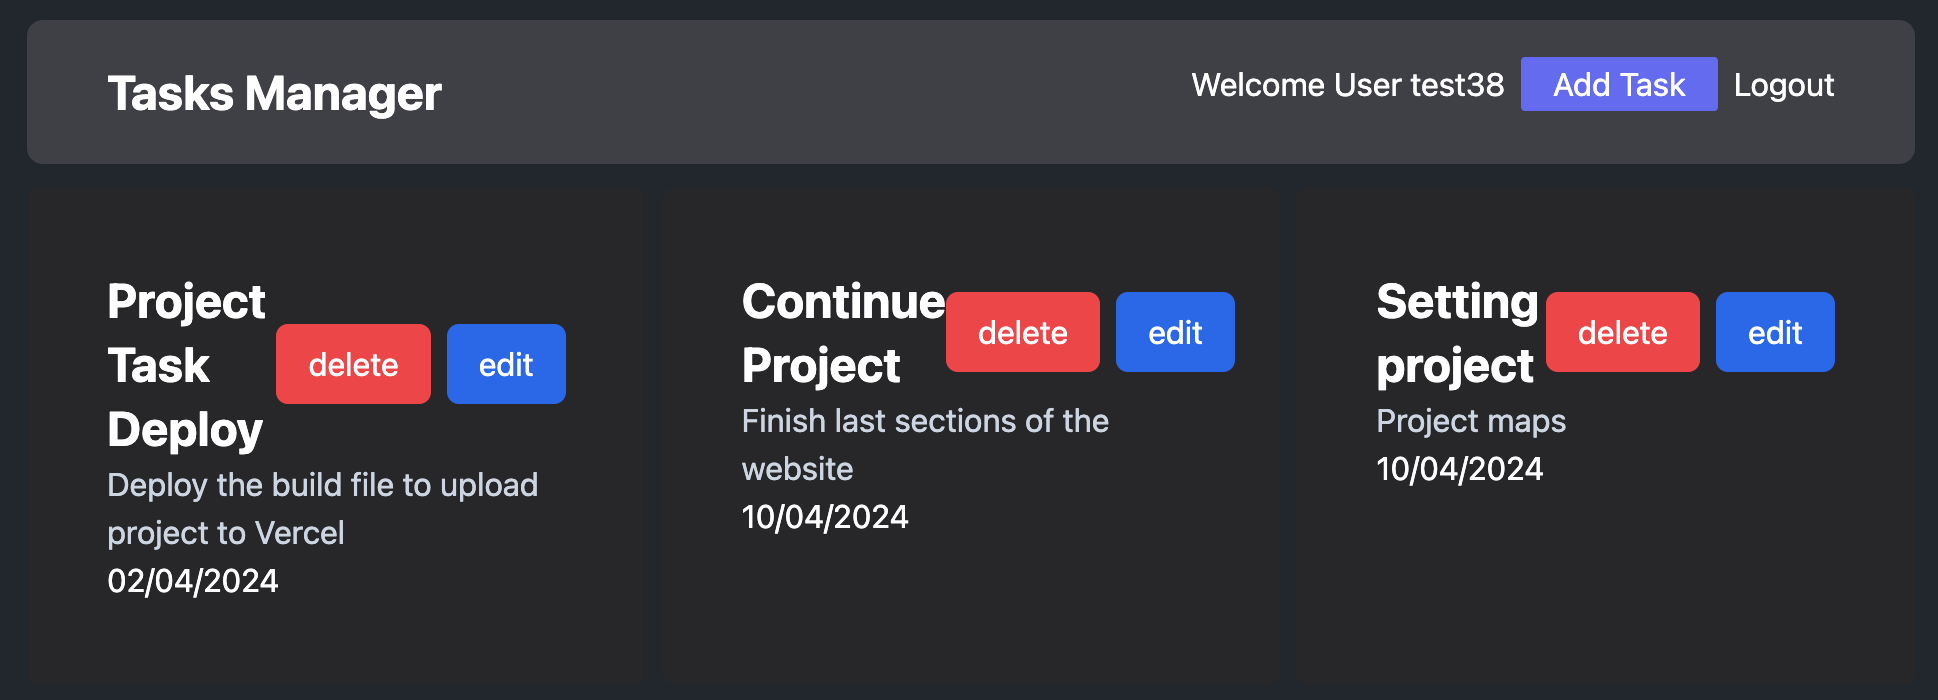 Tasks Manager
Welcome User test38 Add Task Logout
Project
Task
Deploy
delete edit
Deploy the build file to upload
project to Vercel
02/04/2024
Continue
Project
delete edit
Finish last sections of the
website
10/04/2024
Setting
project
delete edit
Project maps
10/04/2024